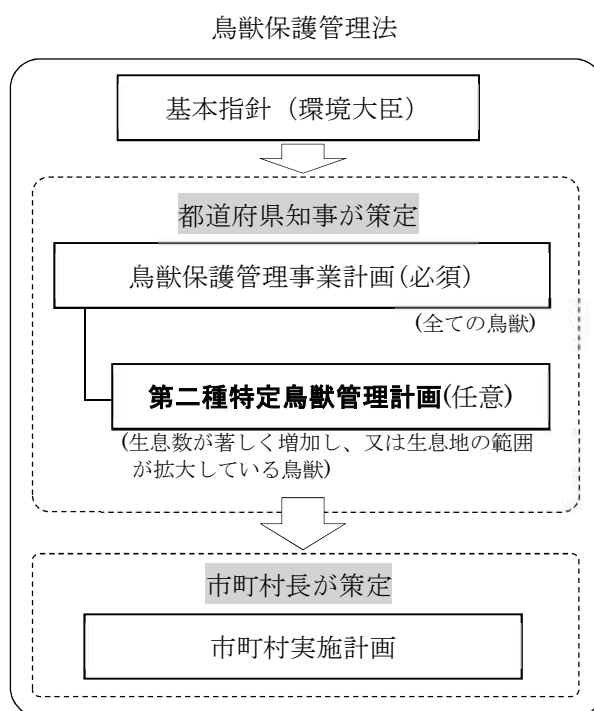 鳥獣保護管理法
基本指針（環境大臣）
都道府県知事が策定
鳥獣保護管理事業計画(必須)
(全ての鳥獣)
第二種特定鳥獣管理計画(任意)
(生息数が著しく増加し、又は生息地の範囲
が拡大している鳥獣)
市町村長が策定
市町村実施計画